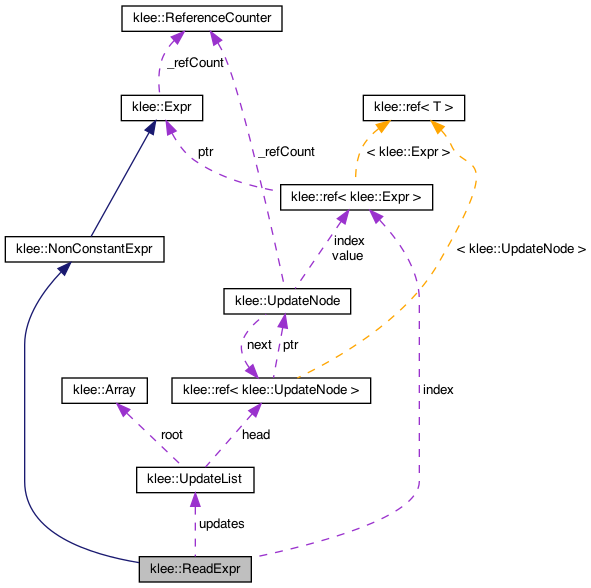 klee::ReferenceCounter
_refCount
klee::Expr
klee::ref< T >
ptr
_refCount
< klee::Expr >
klee::ref< klee::Expr >
klee::NonConstantExpr
index
value
< klee::UpdateNode >
klee::UpdateNode
next
ptr
klee::Array
klee::ref< klee::UpdateNode >
index
root
head
klee::UpdateList
updates
klee::ReadExpr